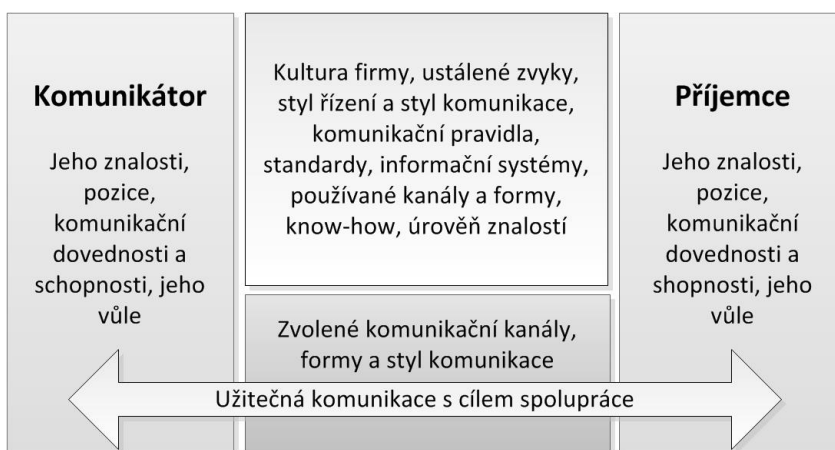 Komunikátor
Jeho znalosti,
pozice,
komunikační
dovednosti a
schopnosti, jeho
vůle
Kultura firmy, ustálené zvyky,
styl řízení a styl komunikace,
komunikační pravidla,
standardy, informační systémy,
používané kanály a formy,
know-how, úrověň znalostí
Zvolené komunikační kanály,
formy a styl komunikace
Příjemce
Jeho znalosti,
pozice,
komunikační
dovednosti a
shopnosti, jeho
vůle
Užitečná komunikace s cílem spolupráce